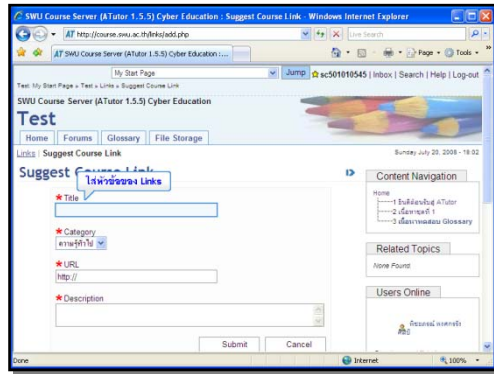 SWU Course Server (ATutor 1.5.5) Cyber Education : Suggest Course Link - Windows Internet Explorer
AT http://course.swu.ac.th/links/add.php
Live Search
AT SWU Course Server (ATutor 1.5.5) Cyber Education :...
Page
Tools
My Start Page
Jump
sc501010545 | Inbox | Search | Help | Log-out
Test: My Start Page » Test » Links » Suggest Course Link
SWU Course Server (ATutor 1.5.5) Cyber Education
Test
Home
Forums
Glossary
File Storage
Links | Suggest Course Link
Sunday July 20, 2008 - 18:02
Suggest Course Link
ใส่หัวข้อของ Links
Content Navigation
* Title
Home
1 ยินดีต้อนรับสู่ ATutor
2 เนื้อหาชุดที่ 1
3 เนื้อหาทดสอบ Glossary
* Category
ความรู้ทั่วไป
Related Topics
None Found
* URL
http://
Users Online
* Description
Submit
Cancel
Done
Internet
100%